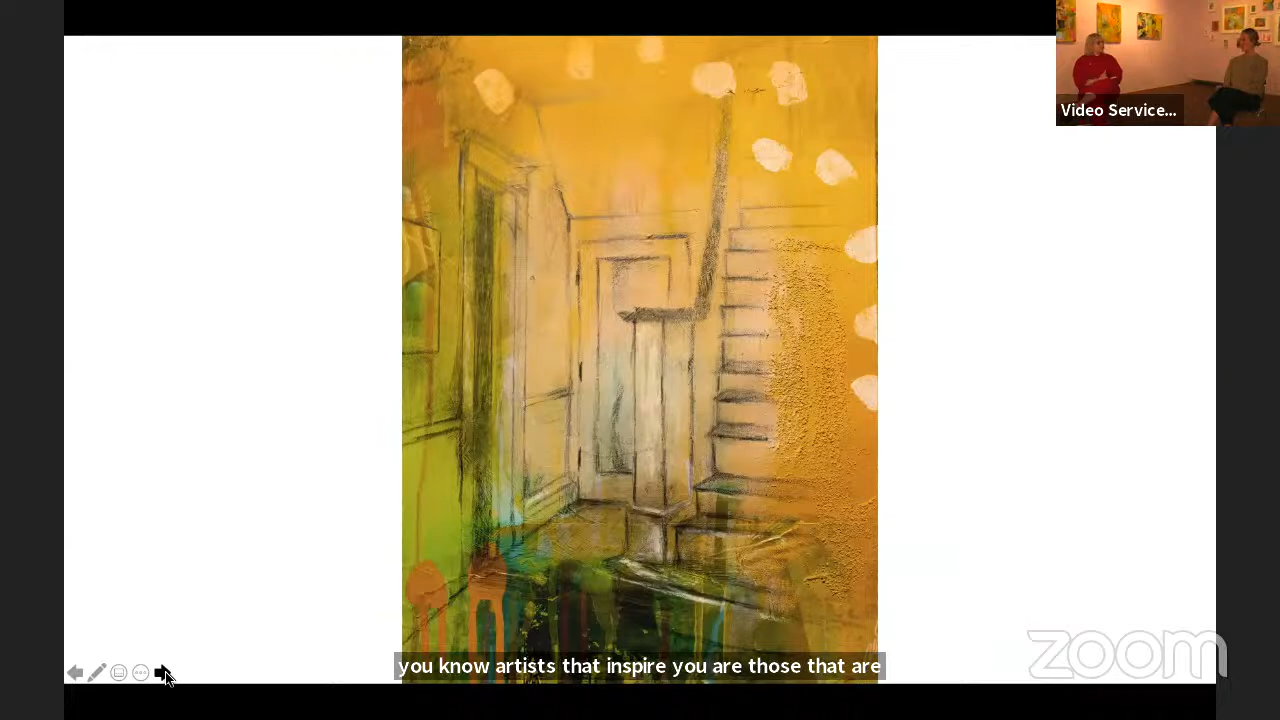 Video Service...
you know artists that inspire you are those that are
zoom